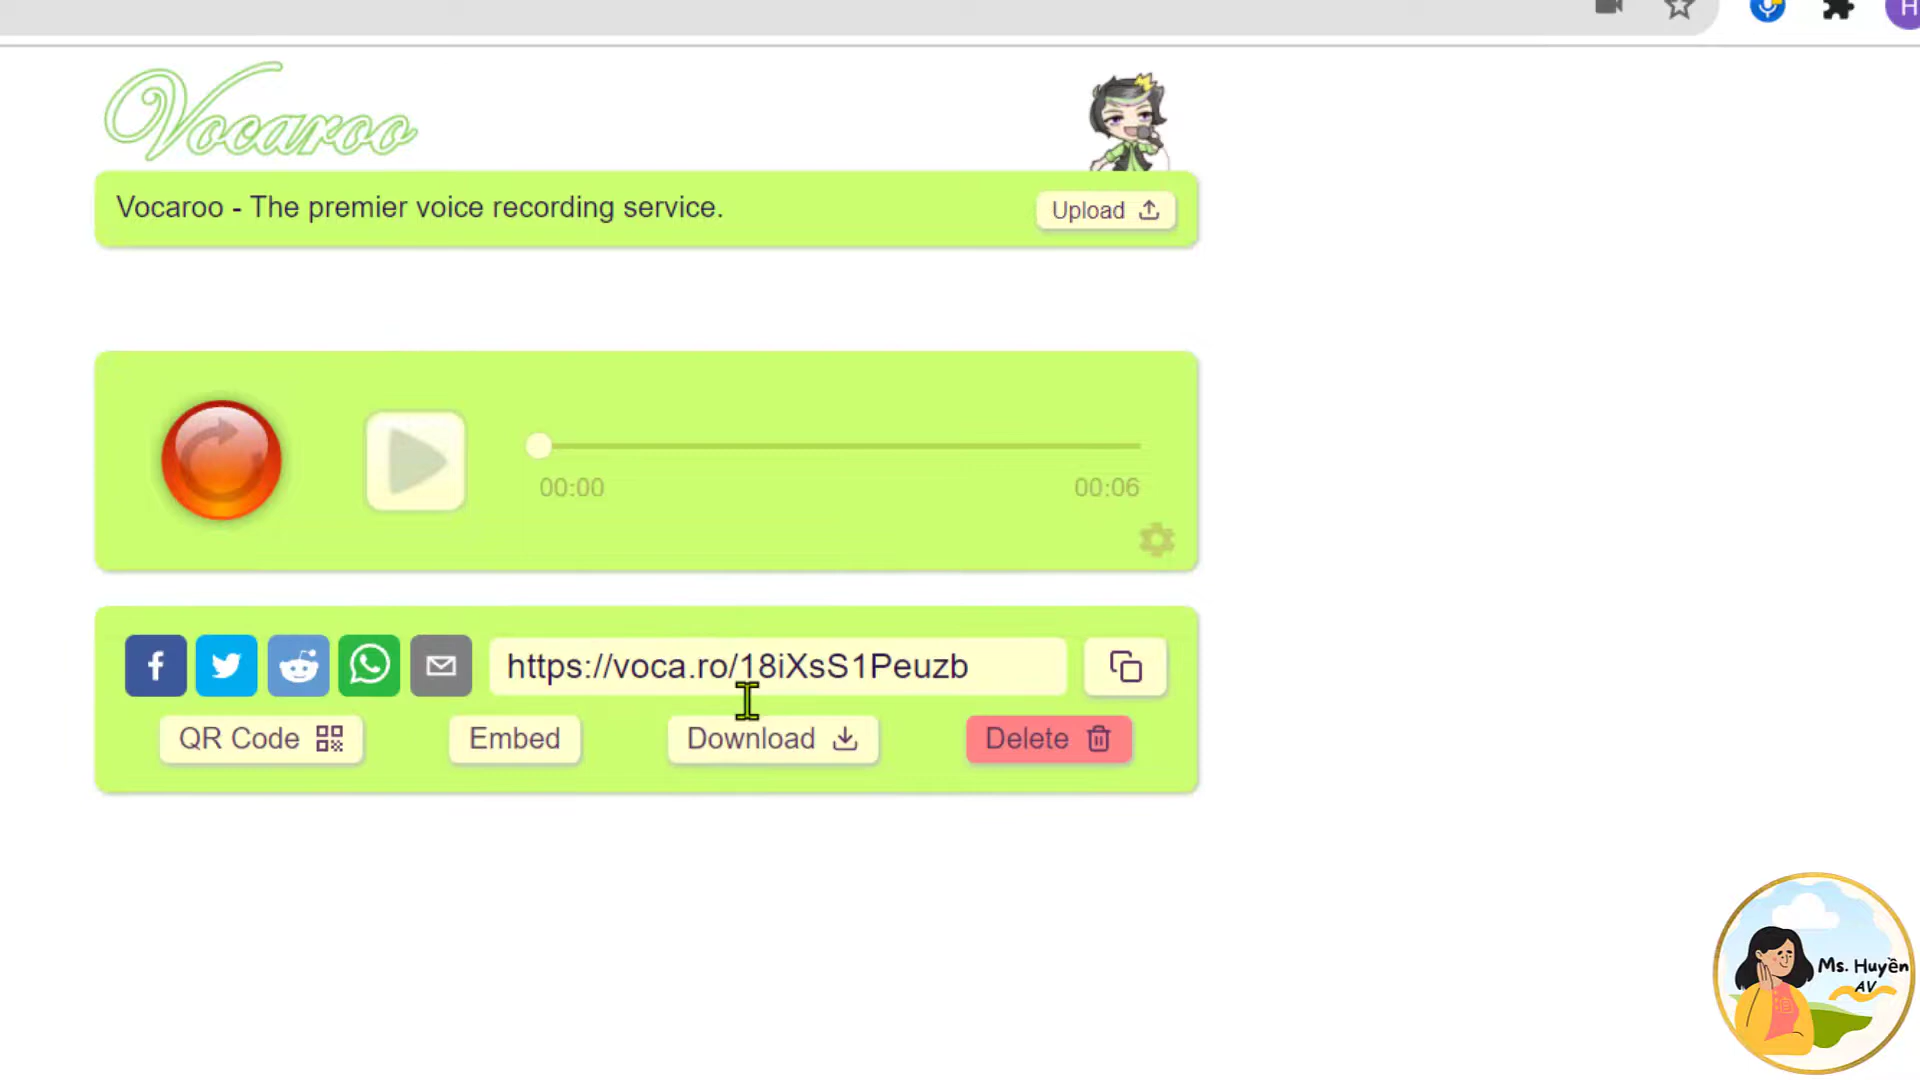 H
Vocaroo
Vocaroo - The premier voice recording service.
Upload
00:00
00:06
f
https://voca.ro/18iXsS1Peuzb
QR Code
Embed
Download
Delete
Ms. Huyền
AV